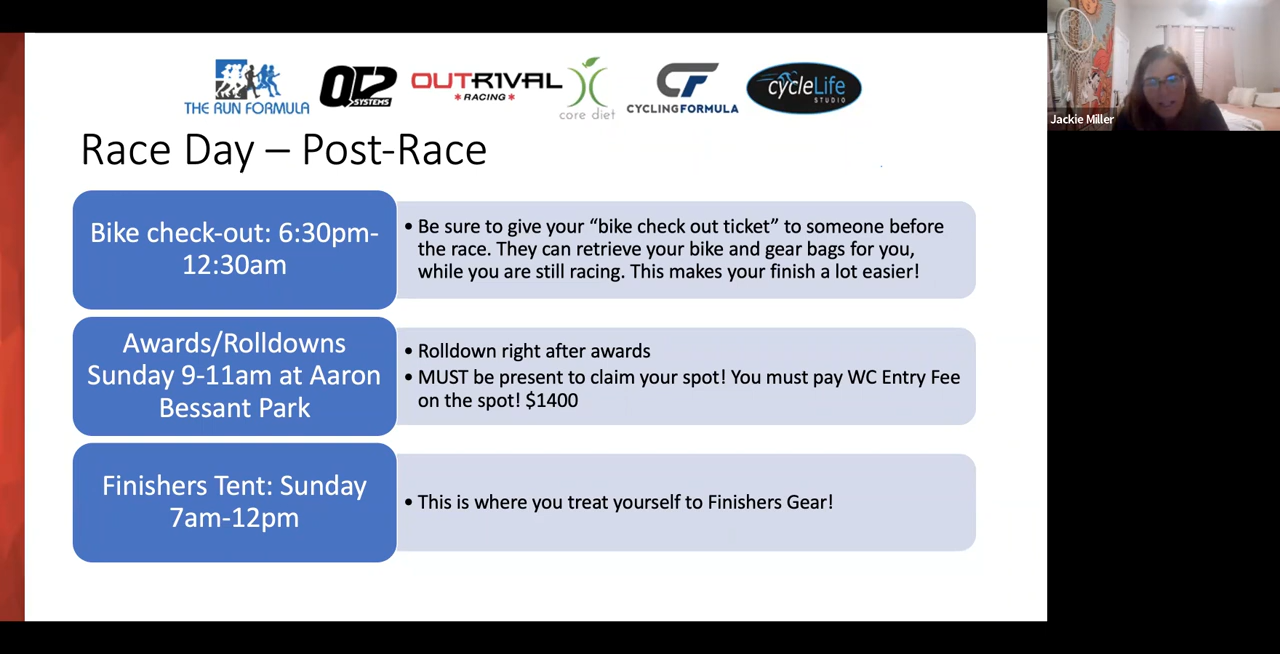 THE RUN FORMULA
QT2
SYSTEMS
OUTRIVAL
RACING
core diet
CF
CYCLINGFORMULA
cycleLife
STUDIO
Jackie Miller
Race Day – Post-Race
Bike check-out: 6:30pm-
12:30am
• Be sure to give your “bike check out ticket” to someone before
the race. They can retrieve your bike and gear bags for you,
while you are still racing. This makes your finish a lot easier!
Awards/Rolldowns
Sunday 9-11am at Aaron
Bessant Park
• Rolldown right after awards
• MUST be present to claim your spot! You must pay WC Entry Fee
on the spot! $1400
Finishers Tent: Sunday
7am-12pm
• This is where you treat yourself to Finishers Gear!